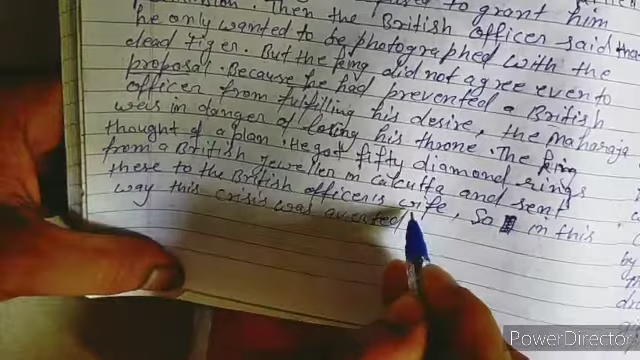 to grant him
Then the British officer said that
he only wanted to be photographed with the
dead tiger. But the king did not agree even to
proposal. Because he had prevented a British
officer from fulfilling his desire, the Maharaja
was in danger of losing his throne. The king
thought of a plan. He got fifty diamond rings
from a British Jeweller in Calcutta and sent
these to the British officer's wife, So in this
way this crisis was averted
by
PowerDirector